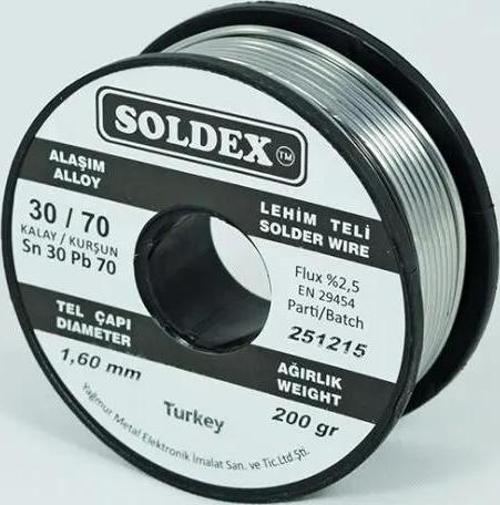 SOLDEX TM
ALAŞIM
ALLOY
30 / 70
KALAY / KURŞUN
Sn 30 Pb 70
TEL ÇAPI
DIAMETER
1,60 mm
LEHİM TELİ
SOLDER WIRE
Flux %2,5
EN 29454
Parti/Batch
251215
AĞIRLIK
WEIGHT
200 gr
Turkey
Yağmur Metal Elektronik İmalat San. ve Tic.Ltd.Şti.